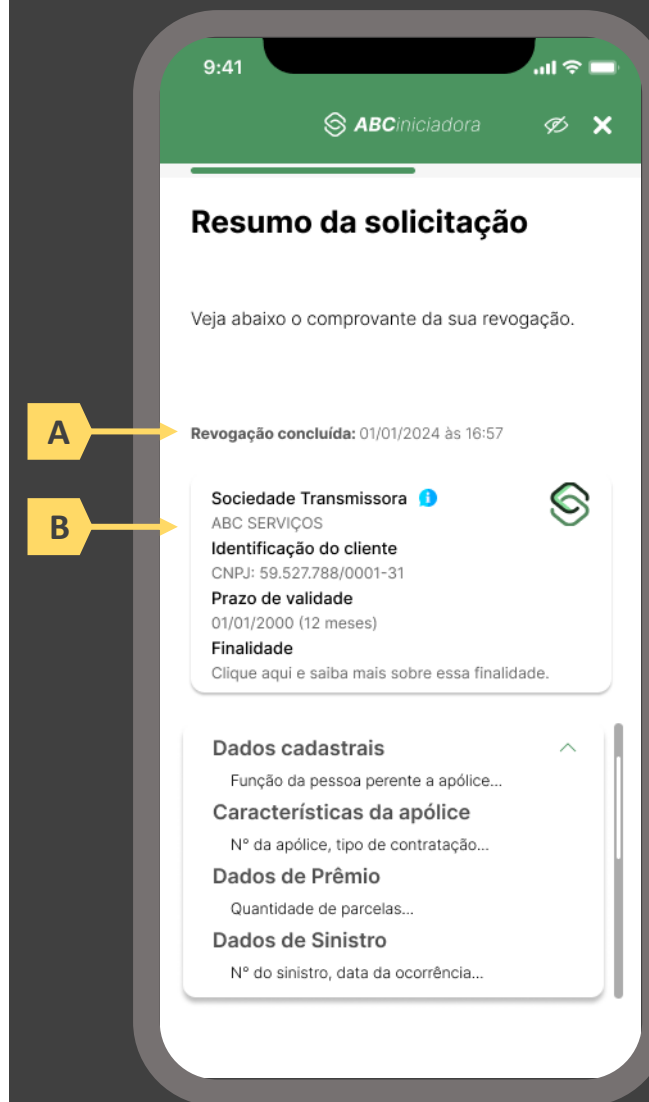 9:41
ABCiniciadora
Resumo da solicitação
Veja abaixo o comprovante da sua revogação.
A
Revogação concluída: 01/01/2024 às 16:57
B
Sociedade Transmissora
ABC SERVIÇOS
Identificação do cliente
CNPJ: 59.527.788/0001-31
Prazo de validade
01/01/2000 (12 meses)
Finalidade
Clique aqui e saiba mais sobre essa finalidade.
Dados cadastrais
Função da pessoa perente a apólice...
Características da apólice
N° da apólice, tipo de contratação...
Dados de Prêmio
Quantidade de parcelas...
Dados de Sinistro
N° do sinistro, data da ocorrência...